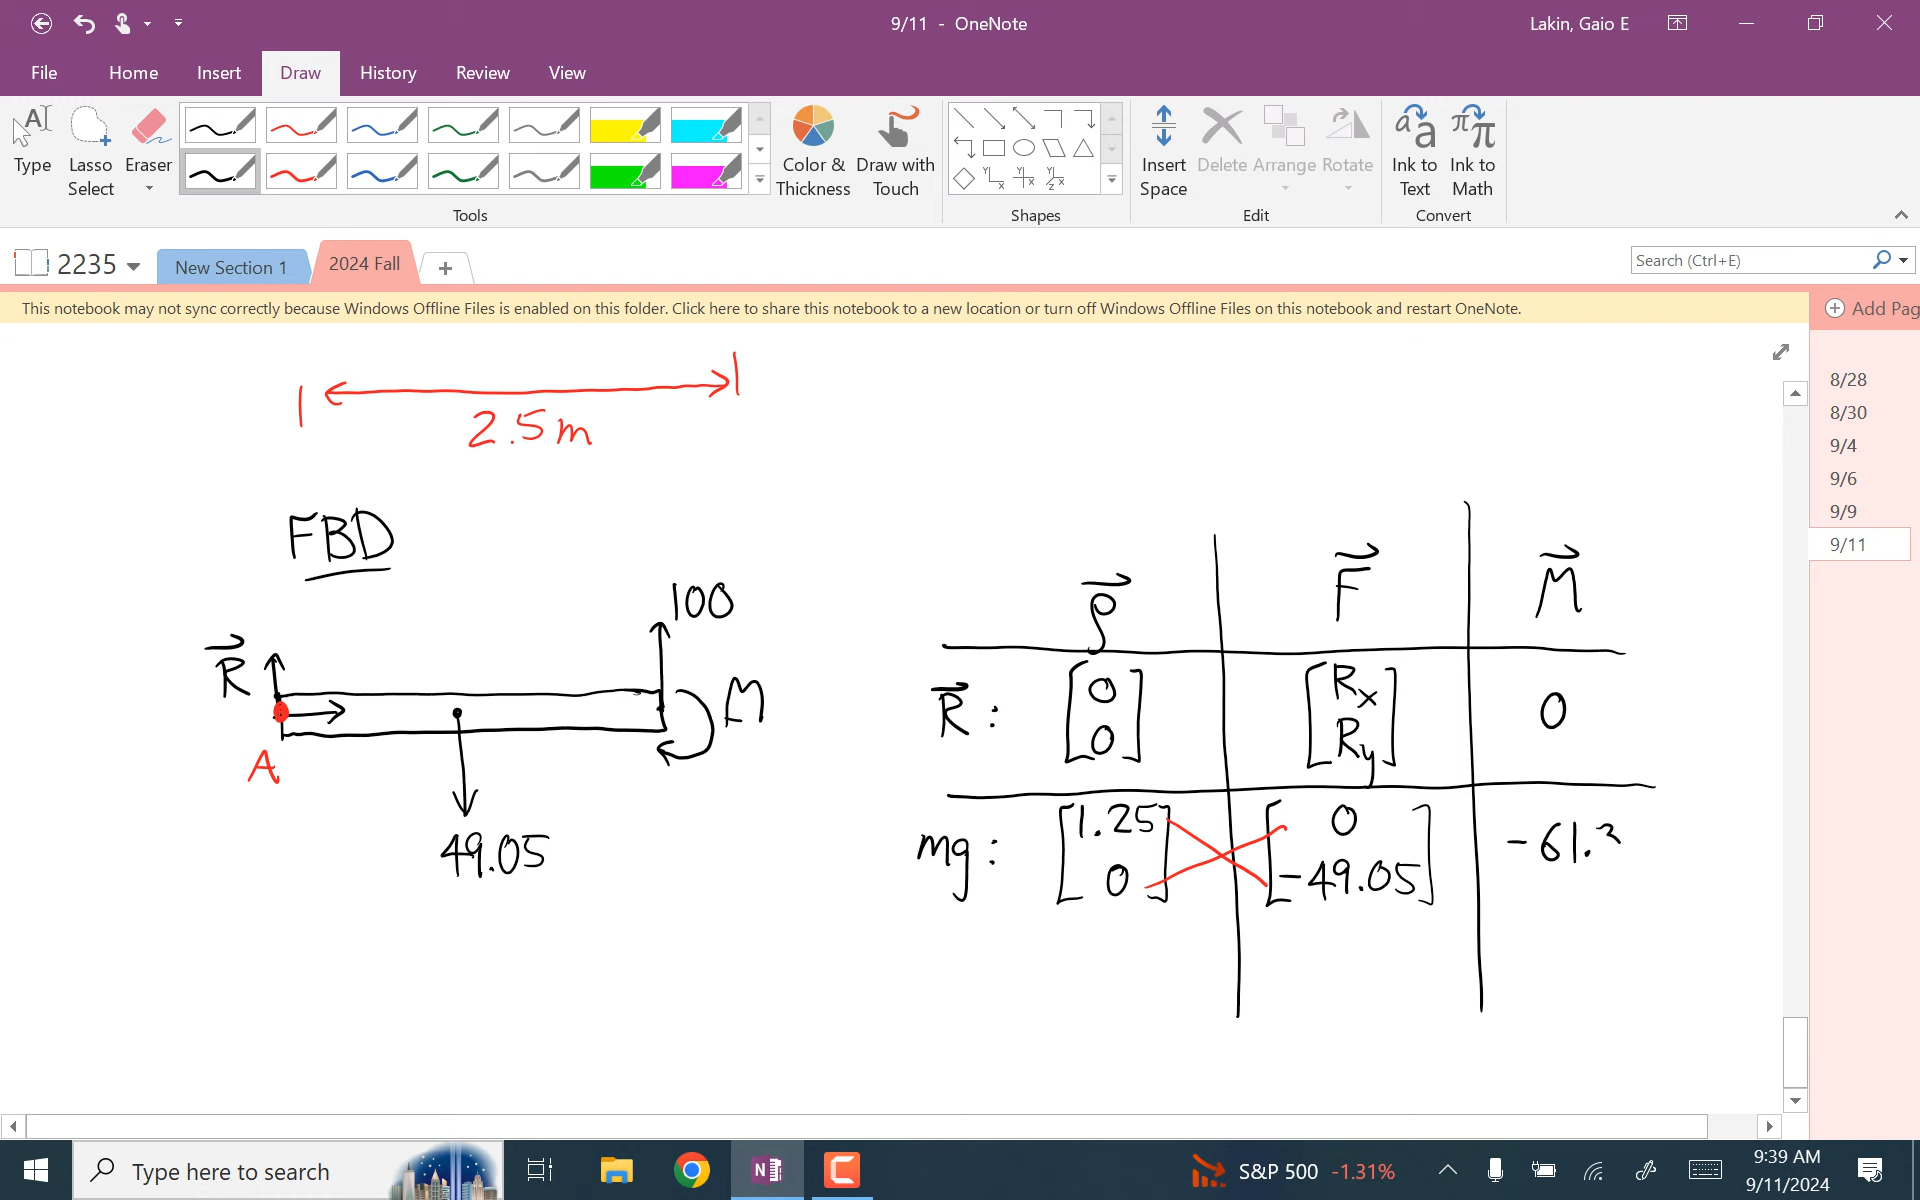 9/11 - OneNote
Lakin, Gaio E
File
Home
Insert
Draw
History
Review
View
Type
Lasso
Select
Eraser
Color &
Thickness
Draw with
Touch
Insert
Space
Delete
Arrange
Rotate
Ink to
Text
Ink to
Math
Tools
Shapes
Edit
Convert
2235
New Section 1
2024 Fall
Search (Ctrl+E)
This notebook may not sync correctly because Windows Offline Files is enabled on this folder. Click here to share this notebook to a new location or turn off Windows Offline Files on this notebook and restart OneNote.
Add Pag
8/28
8/30
9/4
9/6
9/9
9/11
2.5m
FBD
100
R
M
A
49.05
ρ F M
R: [0 0] [Rx Ry] 0
mg: [1.25 0] [0 -49.05] -61.3
Type here to search
S&P 500 -1.31%
9:39 AM
9/11/2024